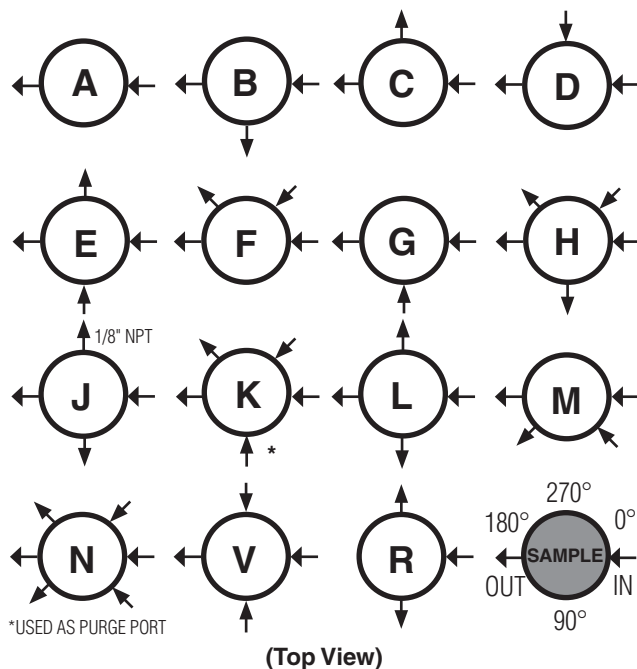 A
B
C
D
E
F
G
H
1/8" NPT
J
K
L
M
*
N
V
R
270°
180°
0°
SAMPLE
OUT
IN
90°
*USED AS PURGE PORT
(Top View)